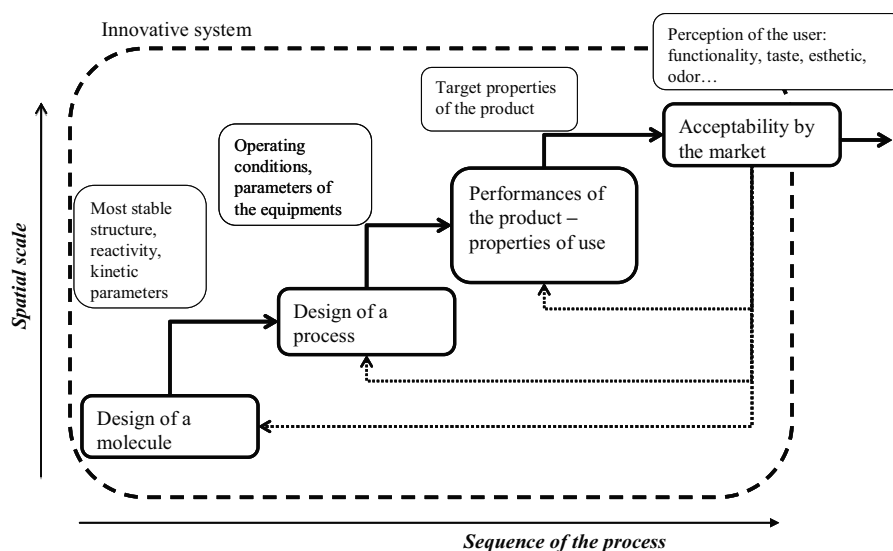 Innovative system
Perception of the user:
functionality, taste, esthetic,
odor…
Target properties
of the product
Acceptability by
the market
Operating
conditions,
parameters of
the equipments
Performances of
the product –
properties of use
Most stable
structure,
reactivity,
kinetic
parameters
Design of a
process
Design of a
molecule
Spatial scale
Sequence of the process